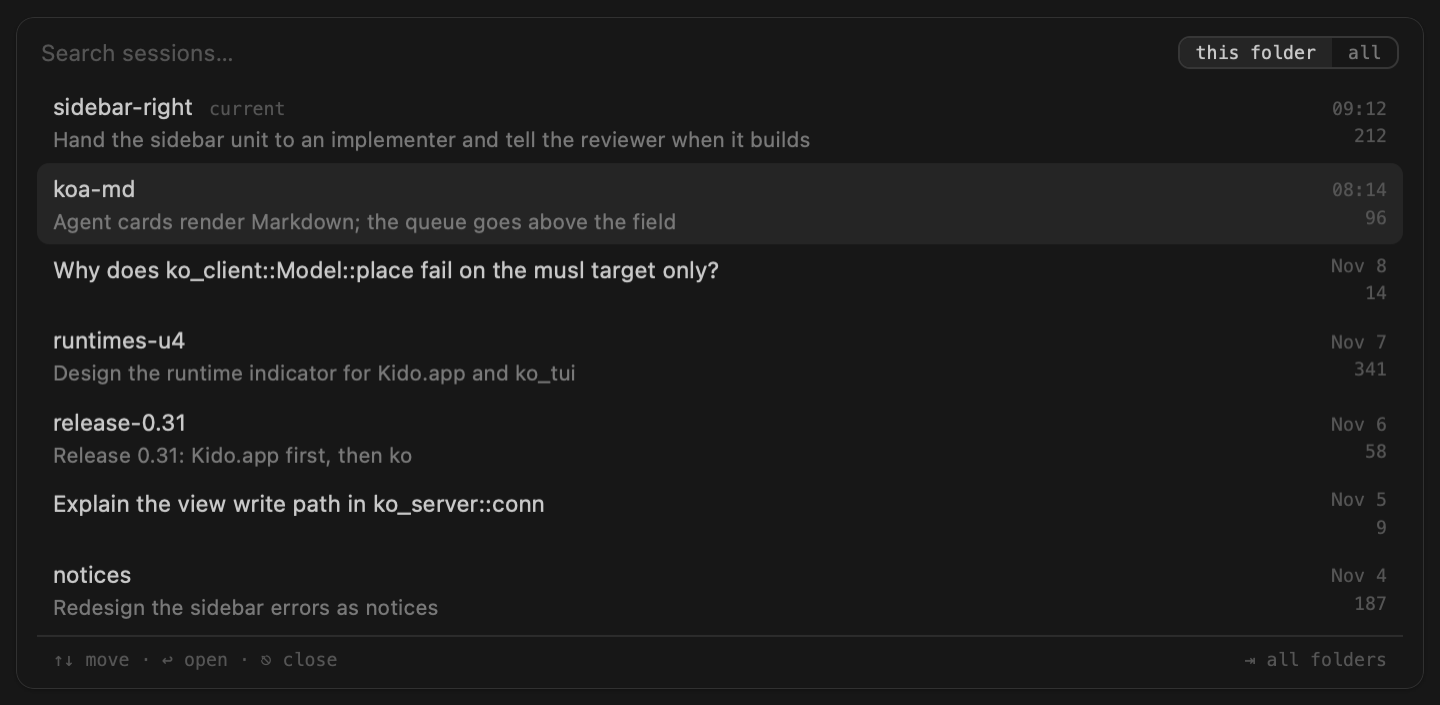 Search sessions… this folder all
sidebar-right current 09:12
Hand the sidebar unit to an implementer and tell the reviewer when it builds 212
koa-md 08:14
Agent cards render Markdown; the queue goes above the field 96
Why does ko_client::Model::place fail on the musl target only? Nov 8
14
runtimes-u4 Nov 7
Design the runtime indicator for Kido.app and ko_tui 341
release-0.31 Nov 6
Release 0.31: Kido.app first, then ko 58
Explain the view write path in ko_server::conn Nov 5
9
notices Nov 4
Redesign the sidebar errors as notices 187
↑↓ move · ↩ open · ⎋ close ⇥ all folders